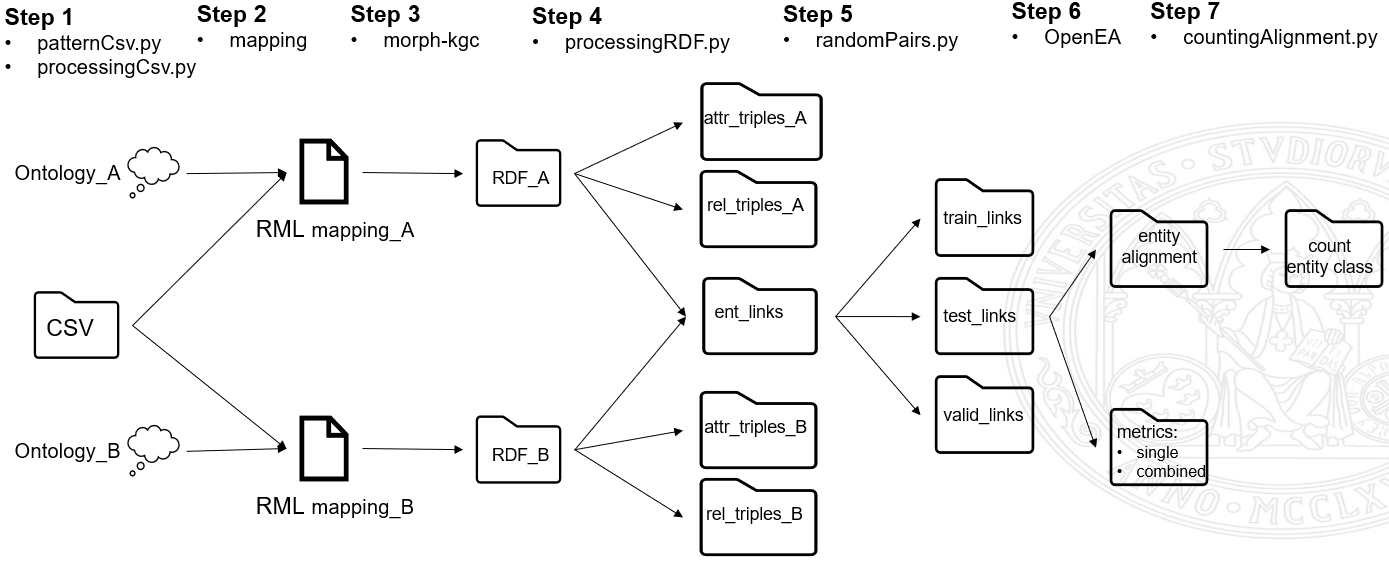 Step 1
• patternCsv.py
• processingCsv.py
Step 2
• mapping
Step 3
• morph-kgc
Step 4
• processingRDF.py
Step 5
• randomPairs.py
Step 6
• OpenEA
Step 7
• countingAlignment.py
Ontology_A
RML mapping_A
RDF_A
attr_triples_A
rel_triples_A
CSV
ent_links
train_links
test_links
valid_links
entity
alignment
count
entity class
Ontology_B
RML mapping_B
RDF_B
attr_triples_B
rel_triples_B
metrics:
• single
• combined